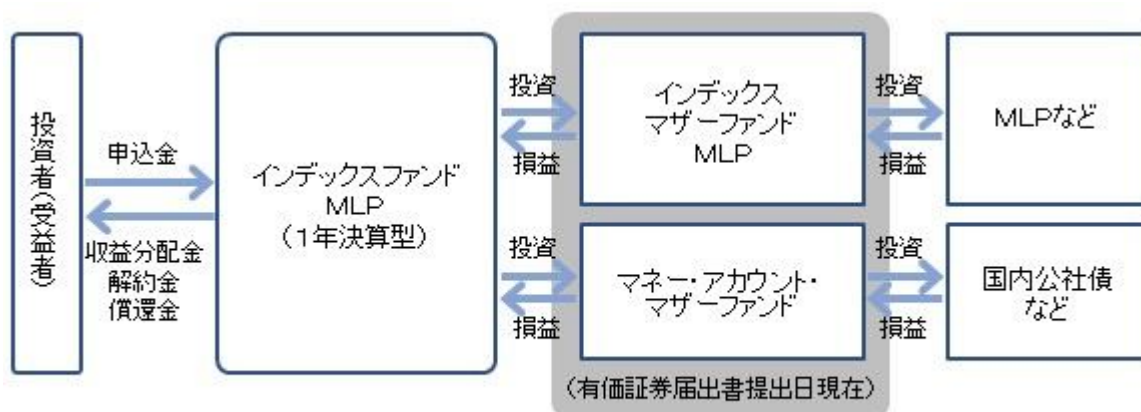 投資者(受益者)
申込金
収益分配金
解約金
償還金
インデックスファンド
MLP
(1年決算型)
投資
損益
インデックス
マザーファンド
MLP
投資
損益
MLPなど
投資
損益
マネー・アカウント・
マザーファンド
投資
損益
国内公社債
など
(有価証券届出書提出日現在)